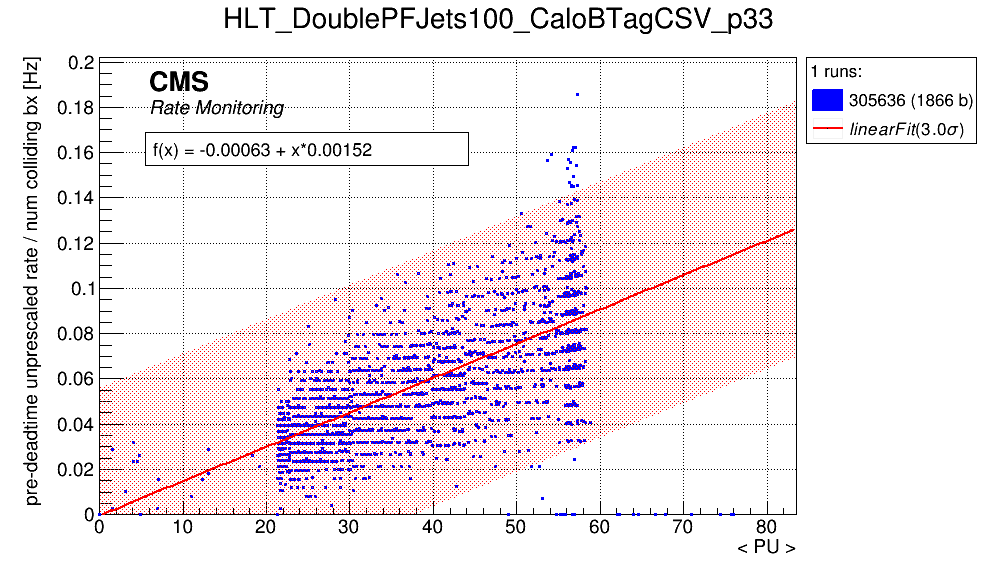 HLT_DoublePFJets100_CaloBTagCSV_p33
pre-deadtime unprescaled rate / num colliding bx [Hz]
0.2
0.18
0.16
0.14
0.12
0.1
0.08
0.06
0.04
0.02
0
CMS
Rate Monitoring
f(x) = -0.00063 + x*0.00152
1 runs:
305636 (1866 b)
linearFit(3.0σ)
0 10 20 30 40 50 60 70 80
< PU >